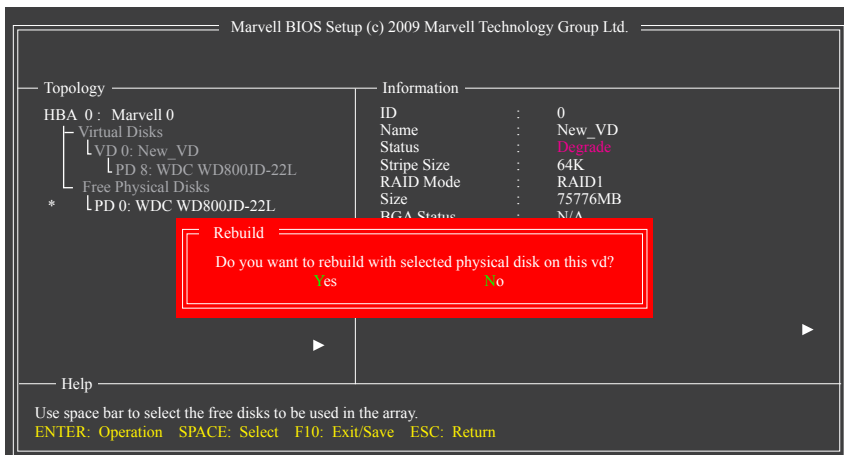 Marvell BIOS Setup (c) 2009 Marvell Technology Group Ltd.
Topology
HBA 0 : Marvell 0
Virtual Disks
VD 0: New_VD
PD 8: WDC WD800JD-22L
Free Physical Disks
* PD 0: WDC WD800JD-22L
Information
ID : 0
Name : New_VD
Status : Degrade
Stripe Size : 64K
RAID Mode : RAID1
Size : 75776MB
BGA Status : N/A
Rebuild
Do you want to rebuild with selected physical disk on this vd?
Yes No
Help
Use space bar to select the free disks to be used in the array.
ENTER: Operation SPACE: Select F10: Exit/Save ESC: Return